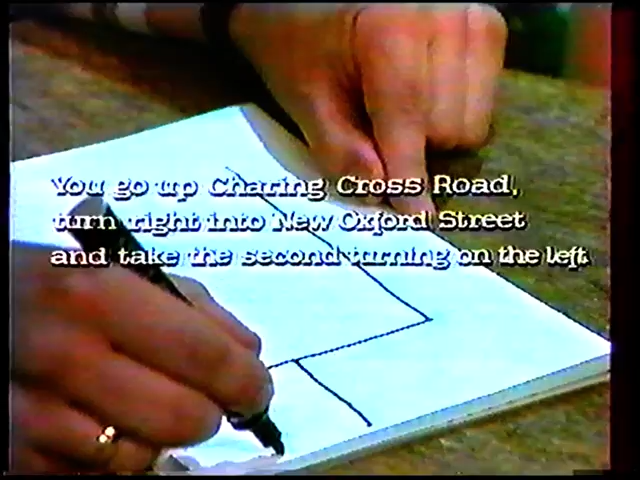 You go up Charing Cross Road,
turn right into New Oxford Street
and take the second turning on the left